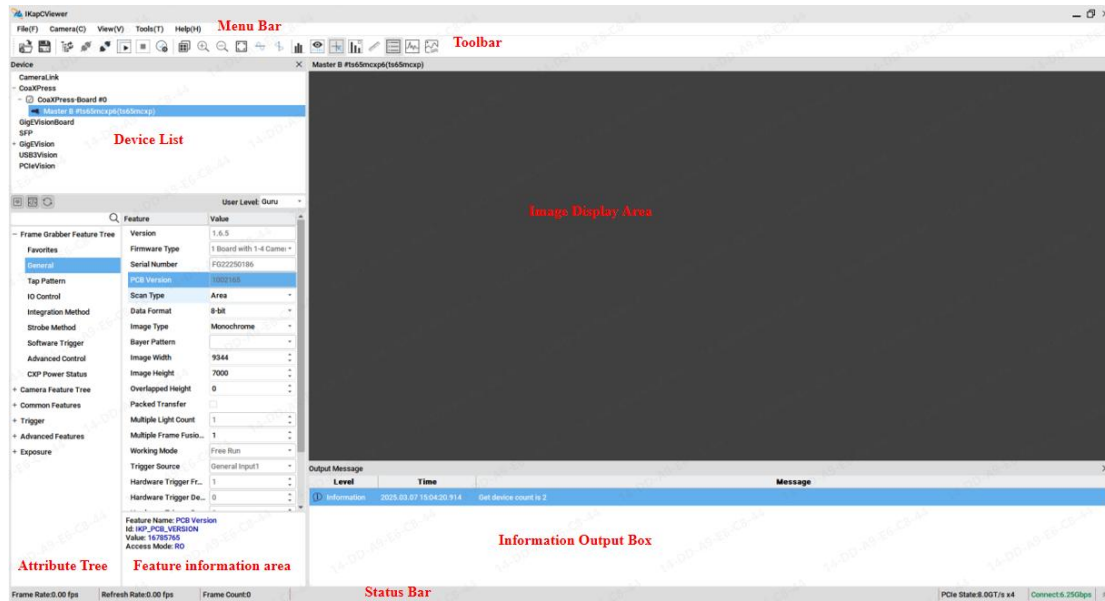 IKapCViewer
File(F) Camera(C) View(V) Tools(T) Help(H)
Menu Bar
Toolbar
Device
CameraLink
CoaXPress
CoaXPress-Board #0
Master B #ts65mcxp6(ts65mcxp)
GigEVisionBoard
SFP
GigEVision
USB3Vision
PCIeVision
Device List
User Level: Guru
Frame Grabber Feature Tree
Favorites
General
Tap Pattern
IO Control
Integration Method
Strobe Method
Software Trigger
Advanced Control
CXP Power Status
Camera Feature Tree
Common Features
Trigger
Advanced Features
Exposure
Attribute Tree
Feature Value
Version 1.6.5
Firmware Type 1 Board with 1-4 Camer
Serial Number FG22250186
PCB Version 1002165
Scan Type Area
Data Format 8-bit
Image Type Monochrome
Bayer Pattern
Image Width 9344
Image Height 7000
Overlapped Height 0
Packed Transfer
Multiple Light Count 1
Multiple Frame Fusio... 1
Working Mode Free Run
Trigger Source General Input1
Hardware Trigger Fr... 1
Hardware Trigger De... 0
Feature Name: PCB Version
Id: IKP_PCB_VERSION
Value: 16785765
Access Mode: RO
Feature information area
Master B #ts65mcxp6(ts65mcxp)
Image Display Area
Output Message
Level Time Message
Information 2025.03.07 15:04:20.914 Get device count is 2
Information Output Box
Frame Rate:0.00 fps Refresh Rate:0.00 fps Frame Count:0
Status Bar
PCIe State:8.0GT/s x4 Connect:6.25Gbps